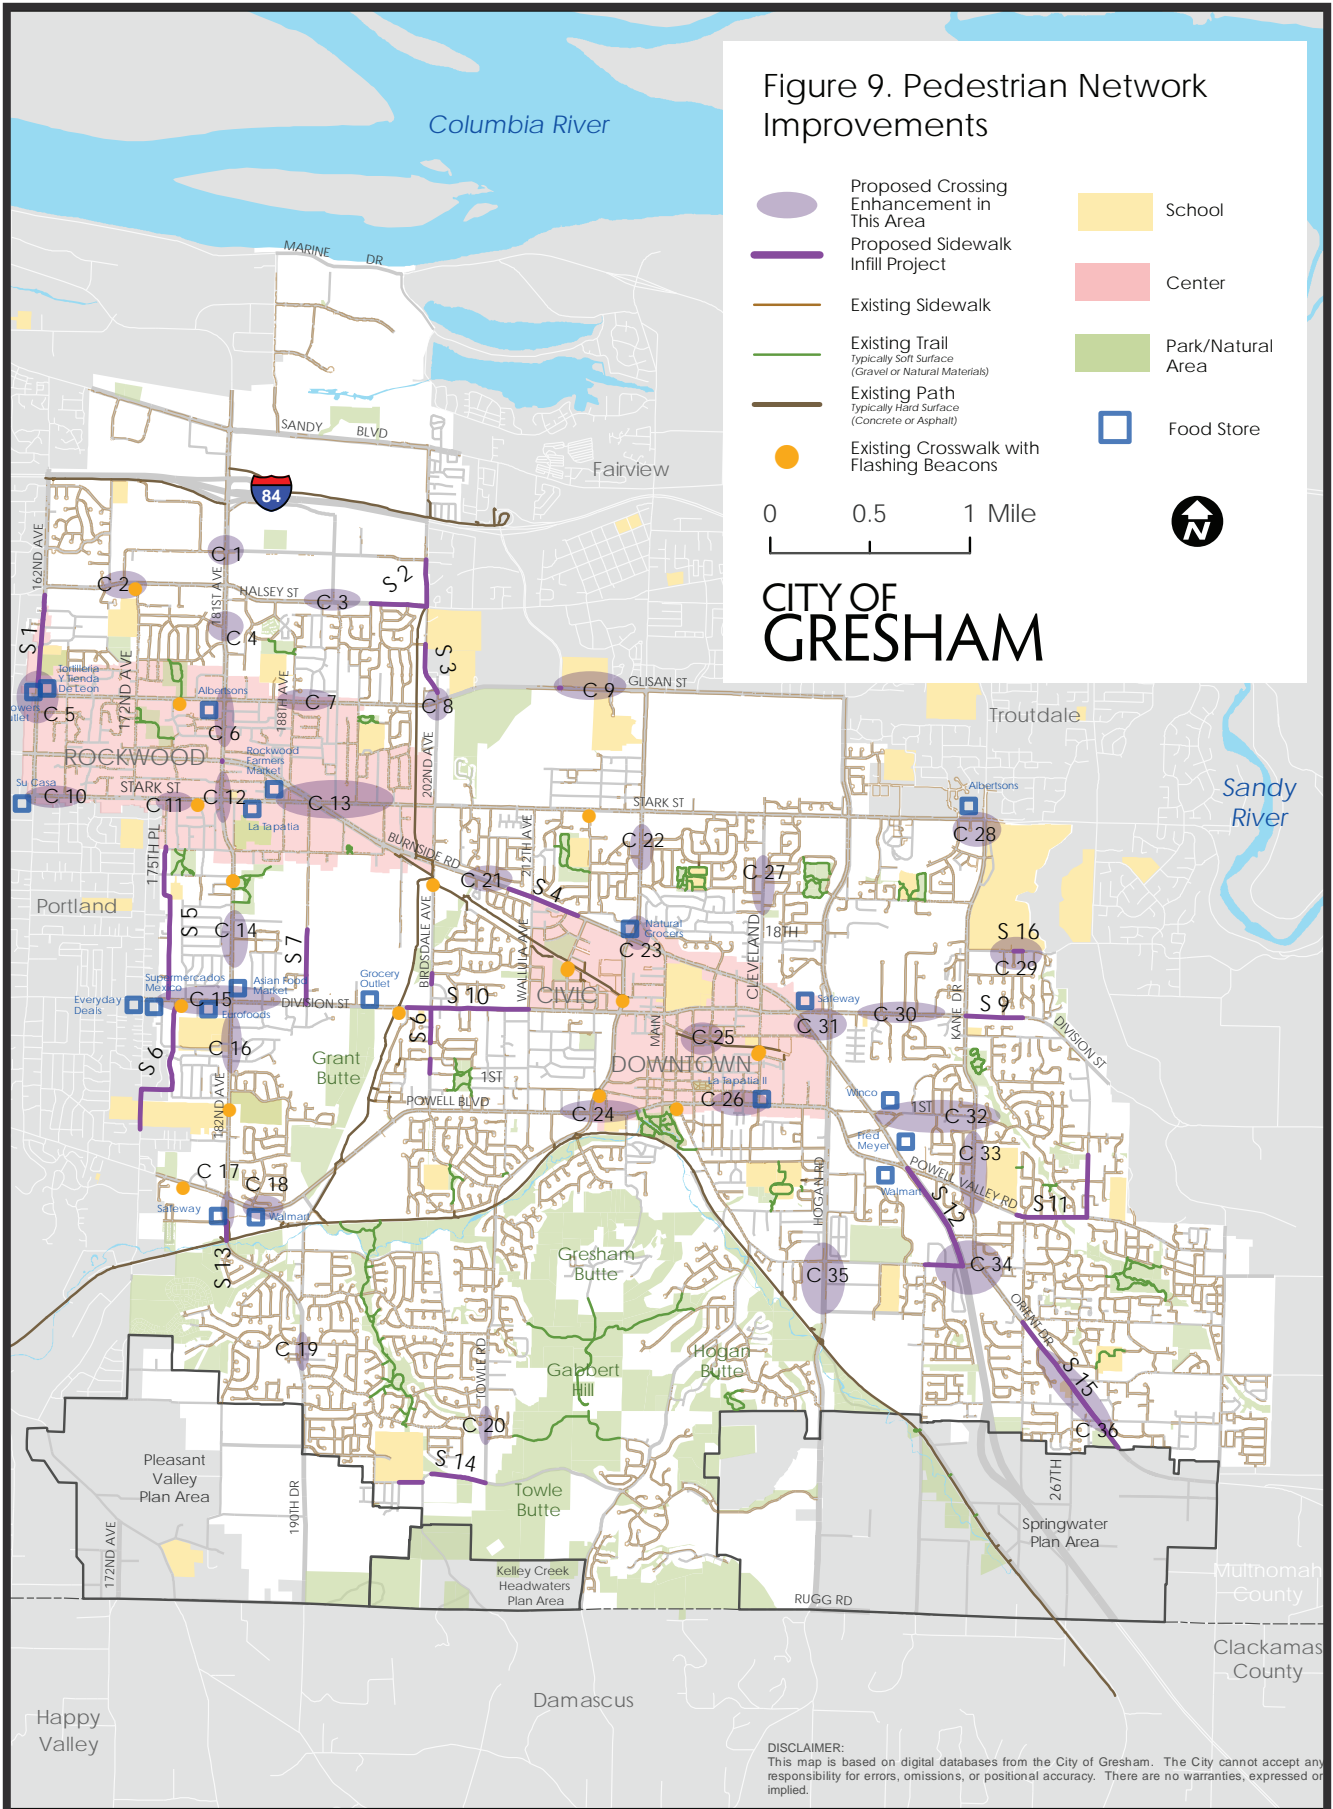 Figure 9. Pedestrian Network
Improvements
Proposed Crossing
Enhancement in
This Area
Proposed Sidewalk
Infill Project
Existing Sidewalk
Existing Trail
Typically Soft Surface
(Gravel or Natural Materials)
Existing Path
Typically Hard Surface
(Concrete or Asphalt)
Existing Crosswalk with
Flashing Beacons
School
Center
Park/Natural
Area
Food Store
0 0.5 1 Mile
N
CITY OF
GRESHAM
Columbia River
MARINE DR
SANDY BLVD
Fairview
84
162ND AVE
C 1
C 2
181ST AVE
HALSEY ST
C 3
S 2
C 4
S 1
Tortilleria
Y Tienda
De Leon
172ND AVE
Albertsons
188TH AVE
C 7
S 3
C 8
C 9
GLISAN ST
Troutdale
owers
utlet
C 5
C 6
ROCKWOOD
Rockwood
Farmers
Market
202ND AVE
Su Casa
C 10
STARK ST
C 11
C 12
C 13
La Tapatia
STARK ST
Albertsons
C 28
Sandy
River
175TH PL
BURNSIDE RD
212TH AVE
C 22
C 21
S 4
C 27
Portland
S 5
C 14
S 7
BIRDSDALE AVE
WALLULA AVE
Natural
Grocers
C 23
CLEVELAND
18TH
S 16
C 29
Supermercados
Mexico
Asian Food
Market
Grocery
Outlet
Everyday
Deals
C 15
Eurofoods
DIVISION ST
S 10
CIVIC
Safeway
C 30
C 31
KANE DR
S 9
DIVISION ST
S 6
C 16
S 6
Grant
Butte
MAIN
C 25
DOWNTOWN
1ST
182ND AVE
POWELL BLVD
La Tapatia II
C 24
C 26
Winco
1ST
C 32
Fred
Meyer
C 33
C 17
C 18
Walmart
POWELL VALLEY RD
S 11
S 12
HOGAN RD
Safeway
Walmart
S 13
Gresham
Butte
C 35
C 34
ORIENT DR
C 19
TOWLE RD
Gabbert
Hill
Hogan
Butte
S 15
C 20
C 36
S 14
Pleasant
Valley
Plan Area
190TH DR
Towle
Butte
267TH
Springwater
Plan Area
172ND AVE
Kelley Creek
Headwaters
Plan Area
RUGG RD
Multnomah
County
Clackamas
County
Damascus
Happy
Valley
DISCLAIMER:
This map is based on digital databases from the City of Gresham. The City cannot accept any
responsibility for errors, omissions, or positional accuracy. There are no warranties, expressed or
implied.